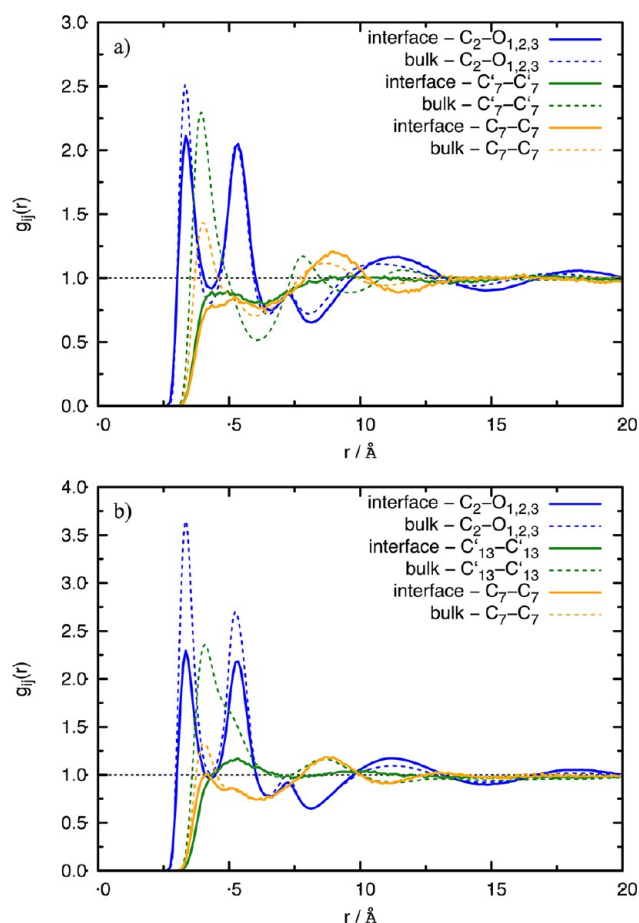 a)
interface – C₂–O₁,₂,₃
bulk – C₂–O₁,₂,₃
interface – C‘₇–C‘₇
bulk – C‘₇–C‘₇
interface – C₇–C₇
bulk – C₇–C₇
3.0
2.5
2.0
1.5
1.0
0.5
0.0
gᵢⱼ(r)
·0 ·5 10 15 20
r / Å
b)
interface – C₂–O₁,₂,₃
bulk – C₂–O₁,₂,₃
interface – C‘₁₃–C‘₁₃
bulk – C‘₁₃–C‘₁₃
interface – C₇–C₇
bulk – C₇–C₇
4.0
3.5
3.0
2.5
2.0
1.5
1.0
0.5
0.0
gᵢⱼ(r)
·0 ·5 10 15 20
r / Å